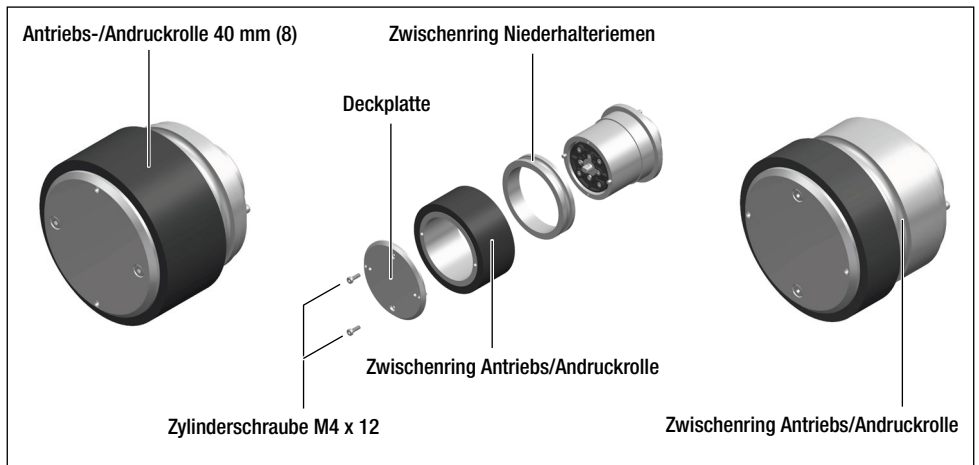 Antriebs-/Andruckrolle 40 mm (8)
Zwischenring Niederhalteriemen
Deckplatte
Zwischenring Antriebs/Andruckrolle
Zylinderschraube M4 x 12
Zwischenring Antriebs/Andruckrolle